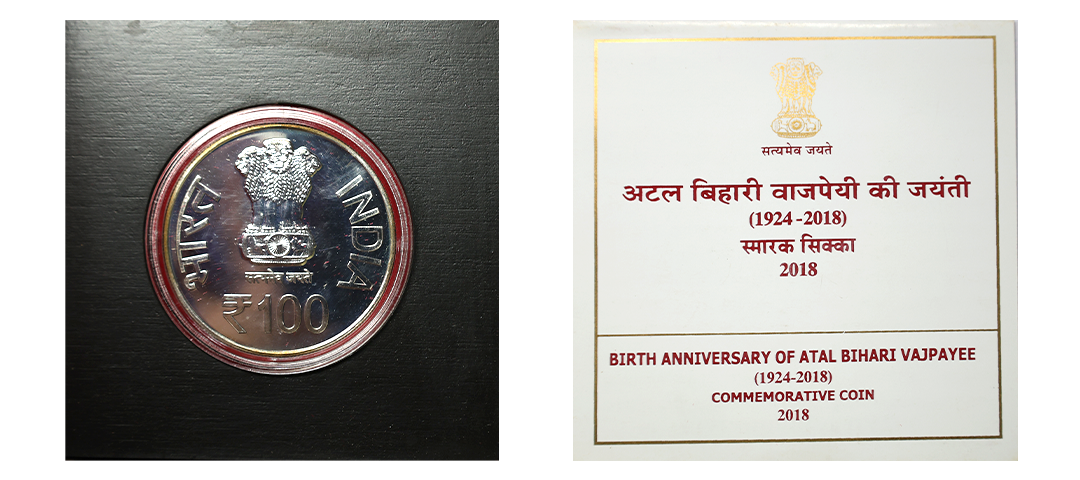 भारत
INDIA
सत्यमेव जयते
₹100
सत्यमेव जयते
अटल बिहारी वाजपेयी की जयंती
(1924-2018)
स्मारक सिक्का
2018
BIRTH ANNIVERSARY OF ATAL BIHARI VAJPAYEE
(1924-2018)
COMMEMORATIVE COIN
2018